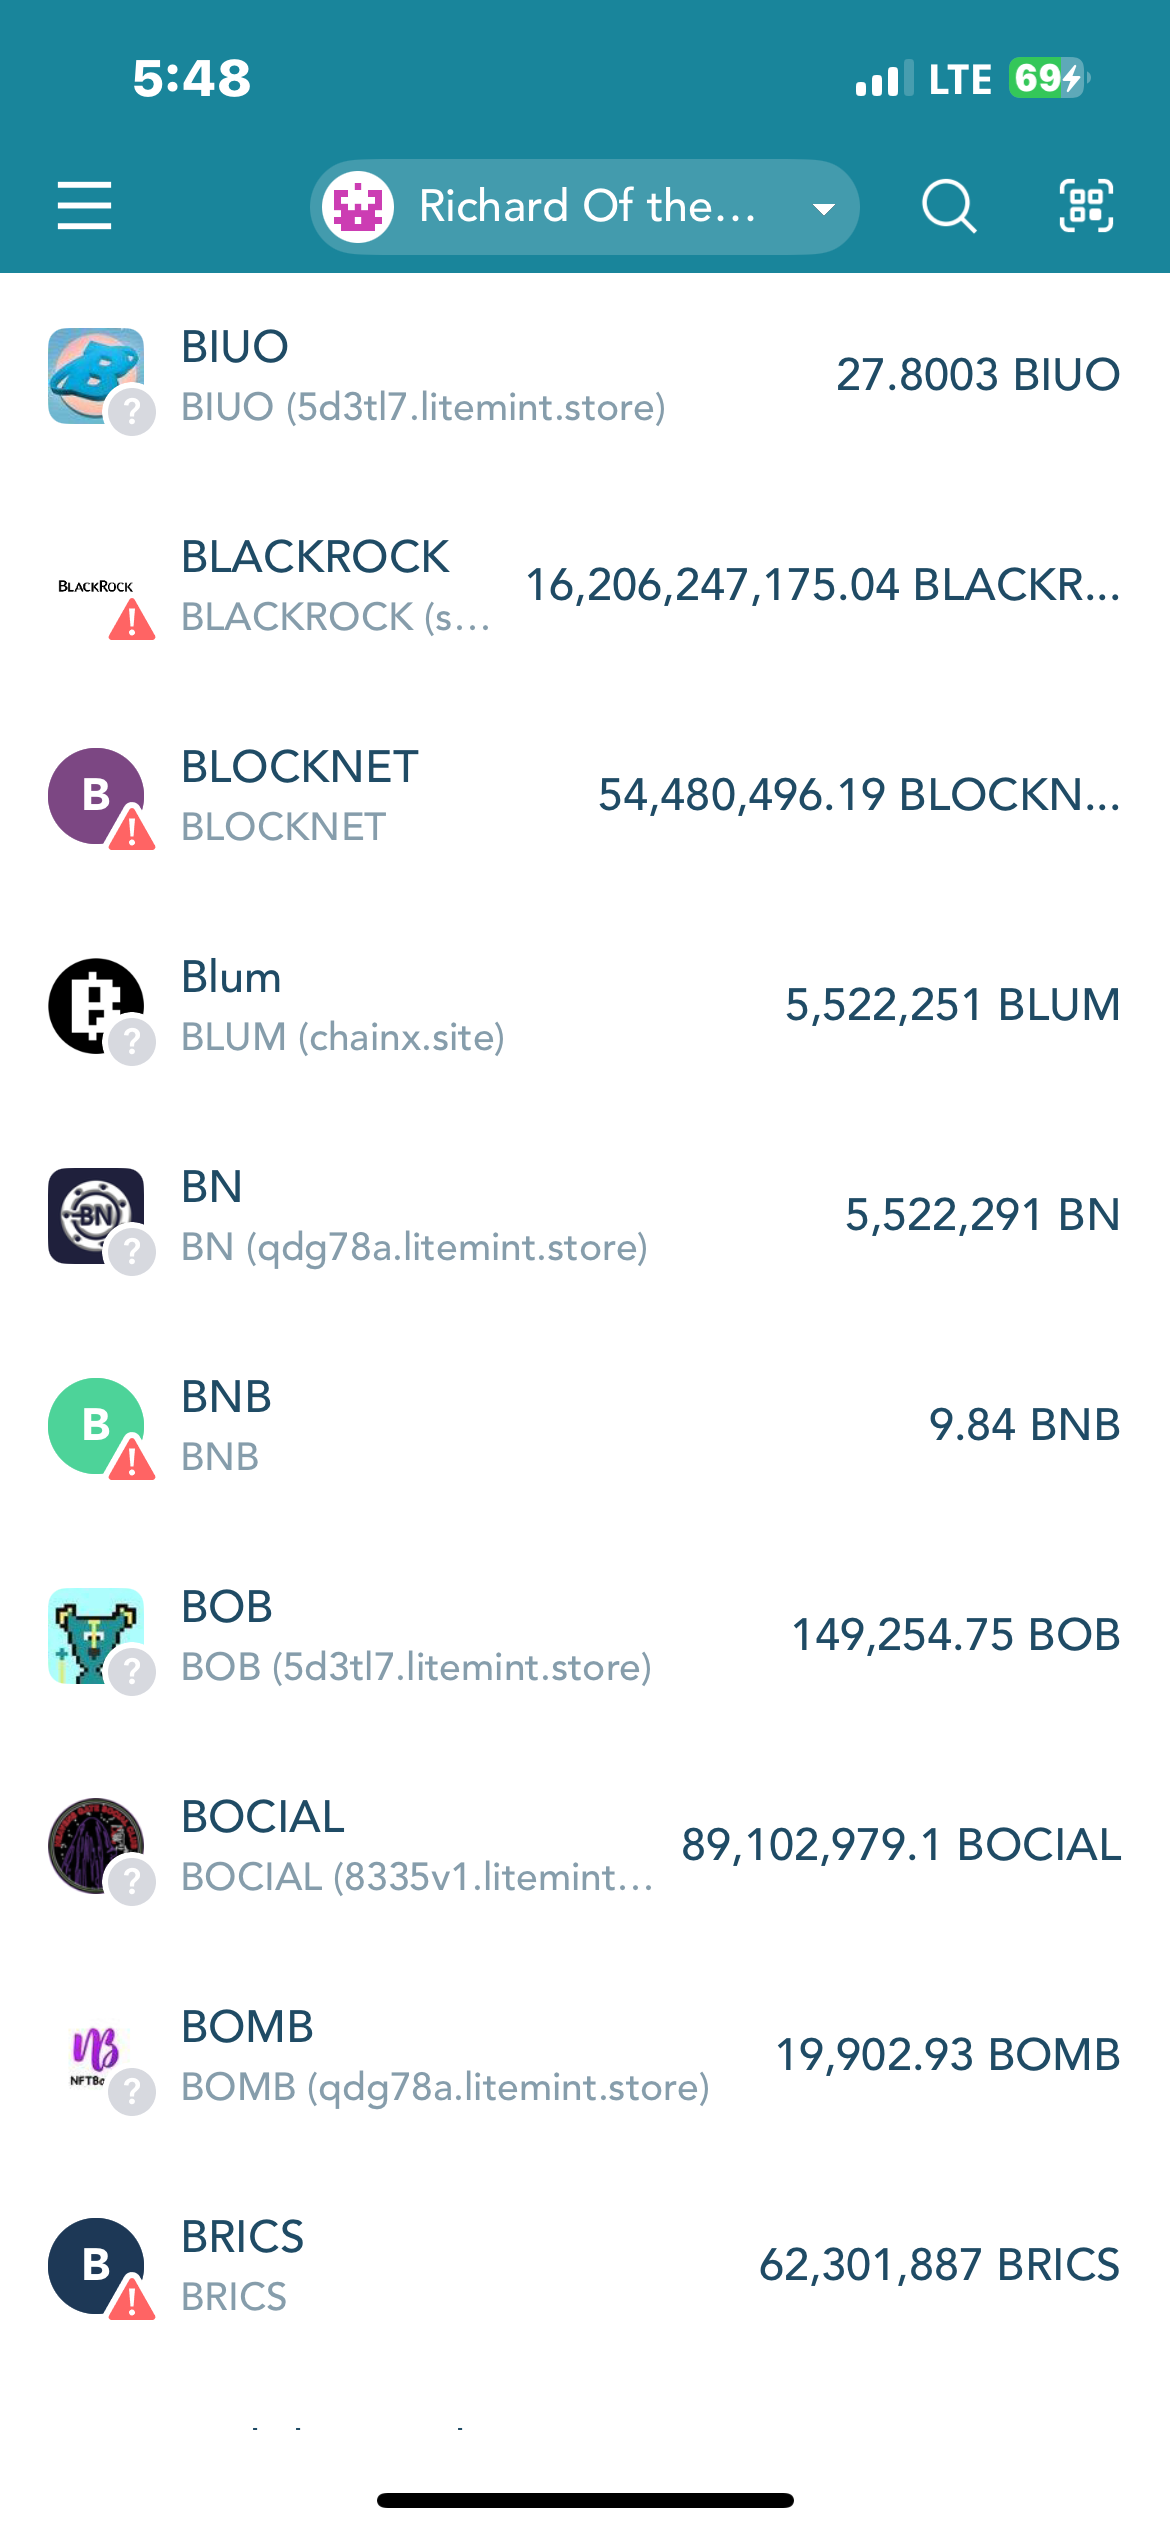 5:48
LTE 69
Richard Of the...
BIUO
27.8003 BIUO
BIUO (5d3tl7.litemint.store)
BLACKROCK
BLACKROCK
16,206,247,175.04 BLACKR...
BLACKROCK (s...
B
BLOCKNET
54,480,496.19 BLOCKN...
BLOCKNET
Blum
5,522,251 BLUM
BLUM (chainx.site)
BN
BN
5,522,291 BN
BN (qdg78a.litemint.store)
B
BNB
9.84 BNB
BNB
BOB
149,254.75 BOB
BOB (5d3tl7.litemint.store)
BOCIAL
89,102,979.1 BOCIAL
BOCIAL (8335v1.litemint...
NB
BOMB
19,902.93 BOMB
BOMB (qdg78a.litemint.store)
B
BRICS
62,301,887 BRICS
BRICS